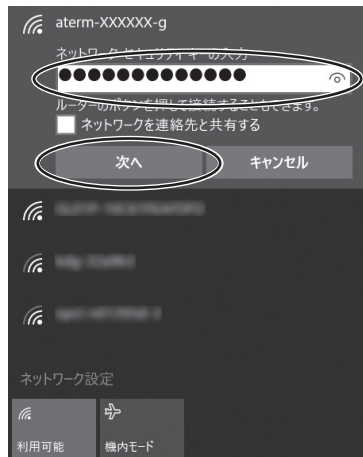 aterm-XXXXXX-g
ネットワーク セキュリティ キーの入力
●●●●●●●●●●●●●
ルーターのボタンを押して接続することもできます。
ネットワークを連絡先と共有する
次へ キャンセル
ネットワーク設定
利用可能 機内モード